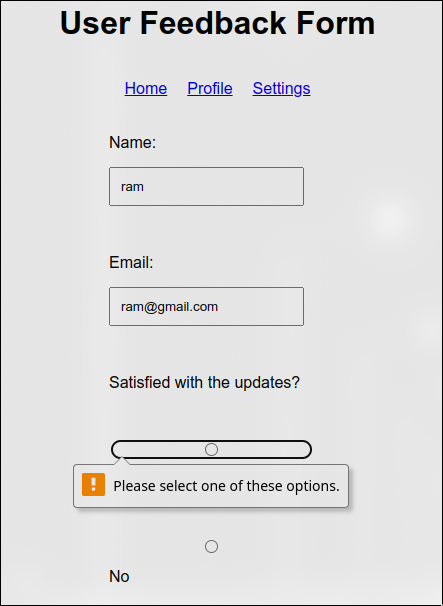 User Feedback Form
Home Profile Settings
Name:
ram
Email:
ram@gmail.com
Satisfied with the updates?
! Please select one of these options.
No